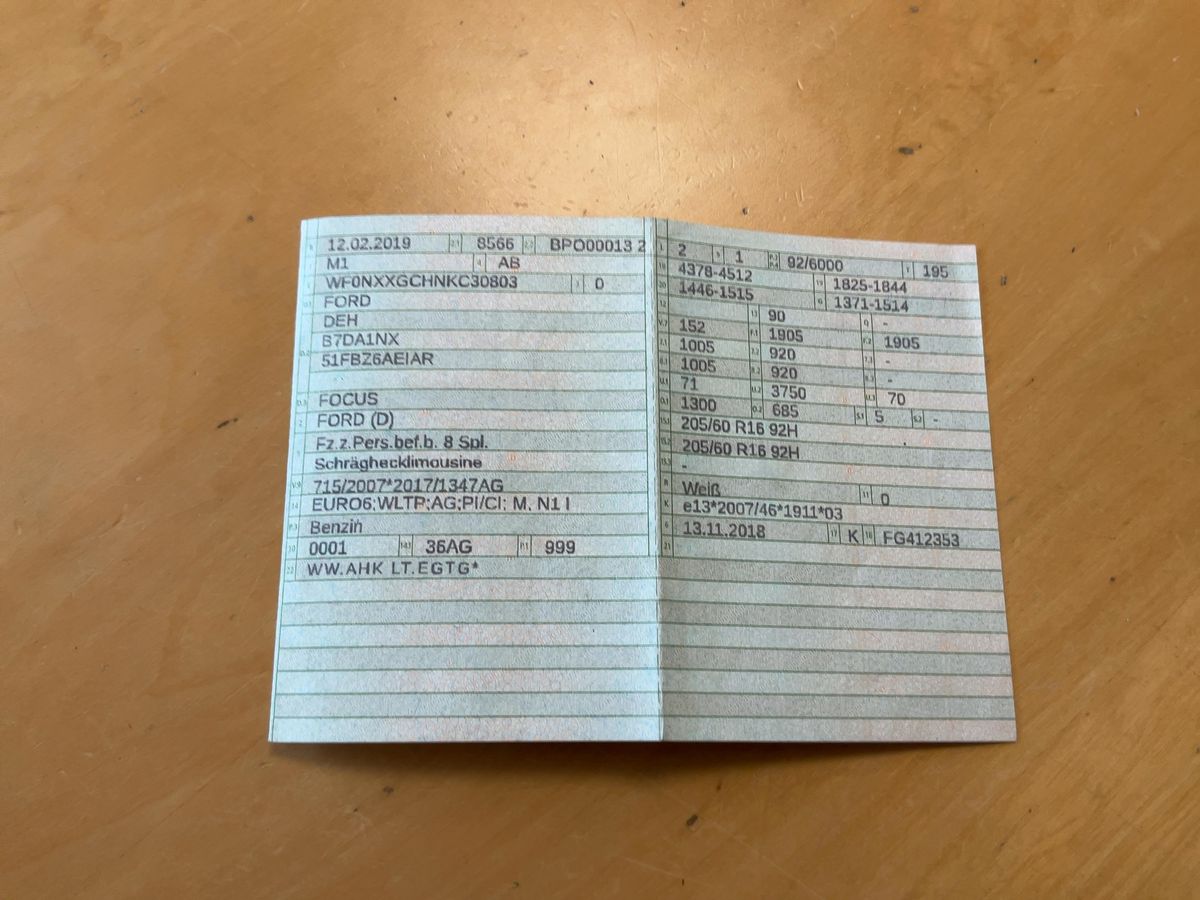 12.02.2019 8566 BPO00013 2
M1 AB
WF0NXXGCHNKC30803 0
FORD
DEH
B7DA1NX
51FBZ6AEIAR
FOCUS
FORD (D)
Fz.z.Pers.bef.b. 8 Spl.
Schräghecklimousine
715/2007*2017/1347AG
EURO6;WLTP;AG;PI/CI; M, N1 I
Benzin
0001 36AG 999
WW.AHK LT.EGTG*
2 1 92/6000 195
4378-4512 1825-1844
1446-1515 1371-1514
90 -
152 1905 1905
1005 920 -
1005 920 -
71 3750 70
1300 685 5 -
205/60 R16 92H
205/60 R16 92H
-
Weiß 0
e13*2007/46*1911*03
13.11.2018 K FG412353